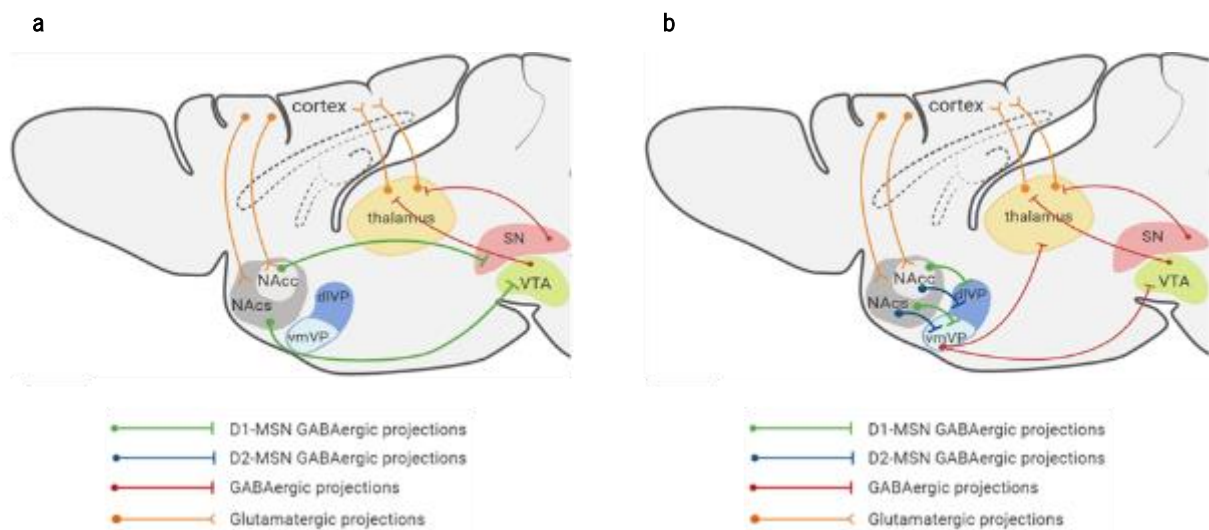 a
cortex
thalamus
SN
NAcc
VTA
NAcs
dlVP
vmVP
D1-MSN GABAergic projections
D2-MSN GABAergic projections
GABAergic projections
Glutamatergic projections
b
cortex
thalamus
SN
NAcc
VTA
NAcs
dlVP
vmVP
D1-MSN GABAergic projections
D2-MSN GABAergic projections
GABAergic projections
Glutamatergic projections